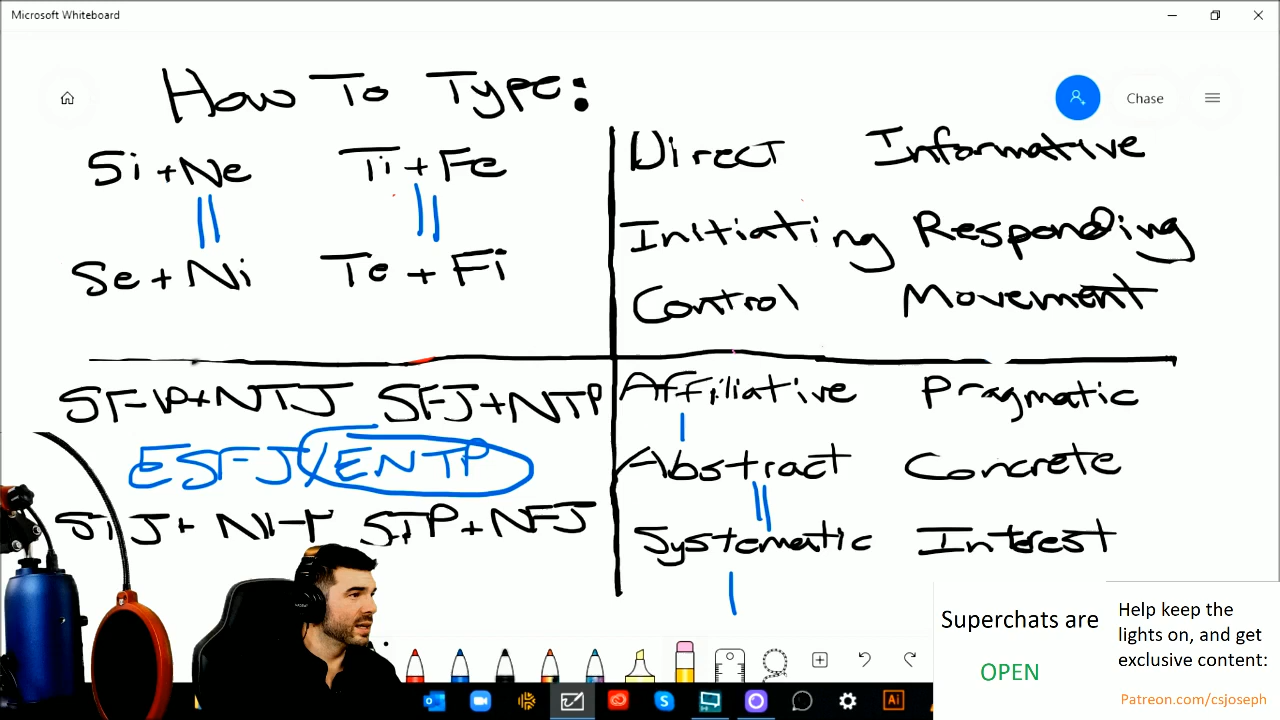 Microsoft Whiteboard
How To Type:
Chase
Si + Ne Ti + Fe
Se + Ni Te + Fi
Direct Informative
Initiating Responding
Control Movement
SFP + NTJ SFJ + NTP
ESFJ/ENTP
STJ + NFP STP + NFJ
Affiliative Pragmatic
Abstract Concrete
Systematic Interest
Superchats are
OPEN
Help keep the
lights on, and get
exclusive content:
Patreon.com/csjoseph
Ai